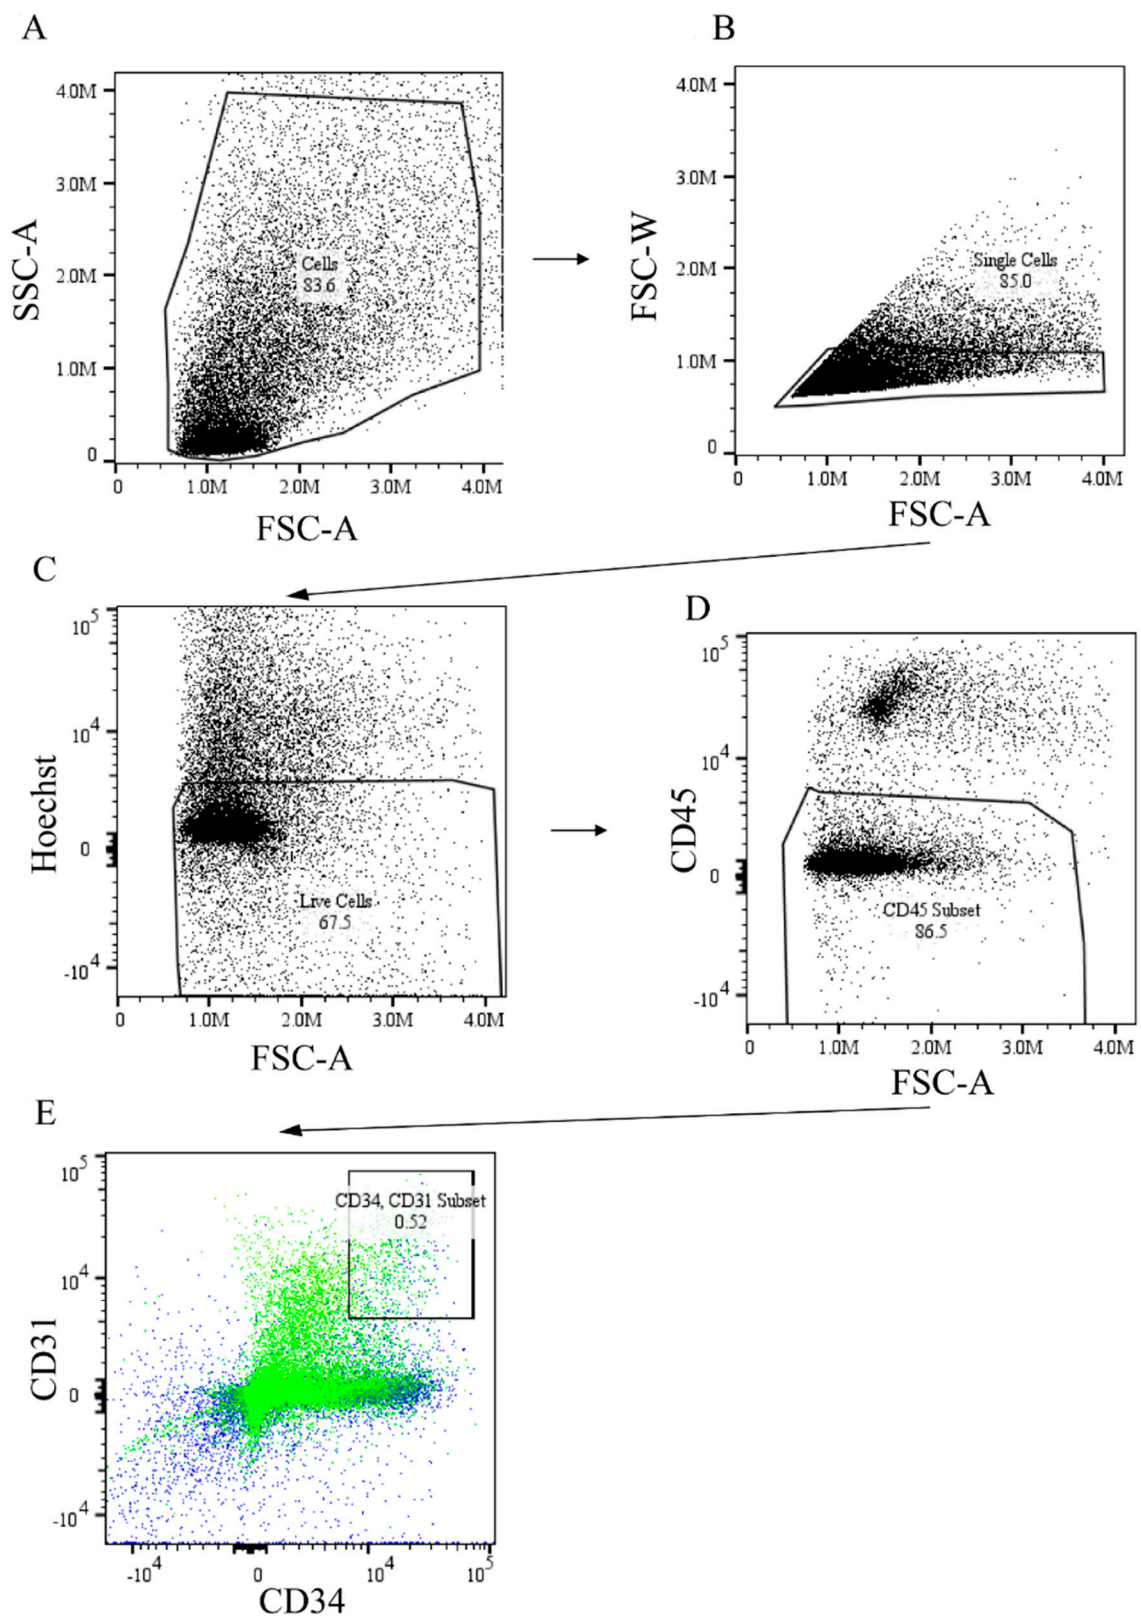 A
SSC-A
4.0M
3.0M
2.0M
1.0M
0
Cells
83.6
0 1.0M 2.0M 3.0M 4.0M
FSC-A
B
FSC-W
4.0M
3.0M
2.0M
1.0M
0
Single Cells
85.0
0 1.0M 2.0M 3.0M 4.0M
FSC-A
C
Hoechst
10^5
10^4
0
-10^4
Live Cells
67.5
0 1.0M 2.0M 3.0M 4.0M
FSC-A
D
CD45
10^5
10^4
0
-10^4
CD45 Subset
86.5
0 1.0M 2.0M 3.0M 4.0M
FSC-A
E
CD31
10^5
10^4
0
-10^4
CD34, CD31 Subset
0.52
-10^4 0 10^4 10^5
CD34